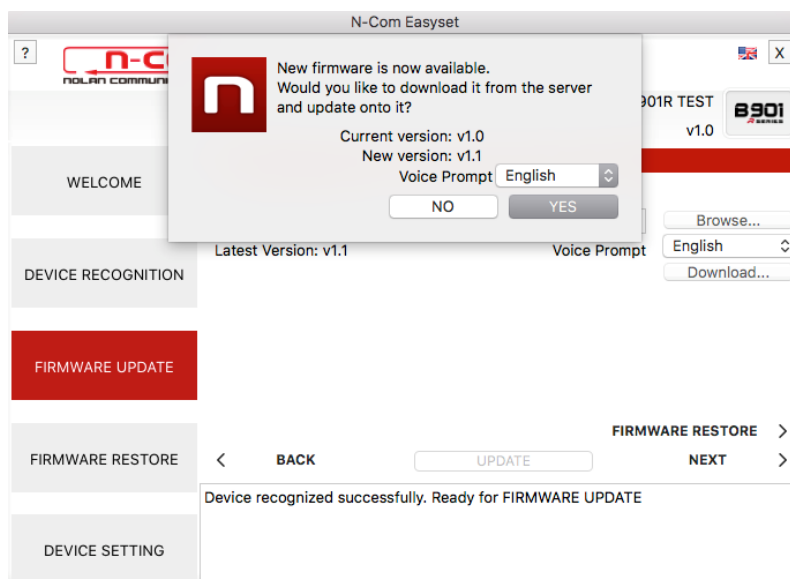 N-Com Easyset
?
n-c
NOLAN COMMUNI
X
New firmware is now available.
Would you like to download it from the server
and update onto it?
Current version: v1.0
New version: v1.1
Voice Prompt English
NO YES
901R TEST
v1.0
B901
R SERIES
WELCOME
Browse...
Latest Version: v1.1 Voice Prompt English
Download...
DEVICE RECOGNITION
FIRMWARE UPDATE
FIRMWARE RESTORE >
FIRMWARE RESTORE
< BACK UPDATE NEXT >
Device recognized successfully. Ready for FIRMWARE UPDATE
DEVICE SETTING